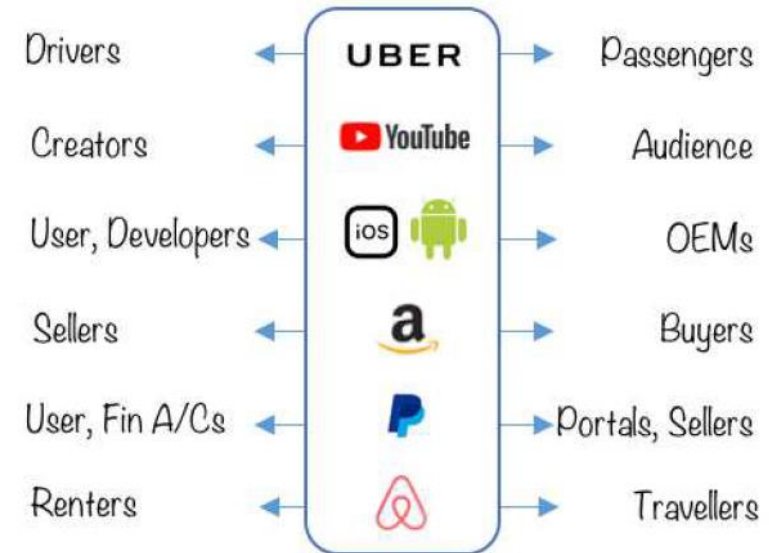 Drivers UBER Passengers
Creators YouTube Audience
User, Developers iOS OEMs
Sellers a Buyers
User, Fin A/Cs Portals, Sellers
Renters Travellers